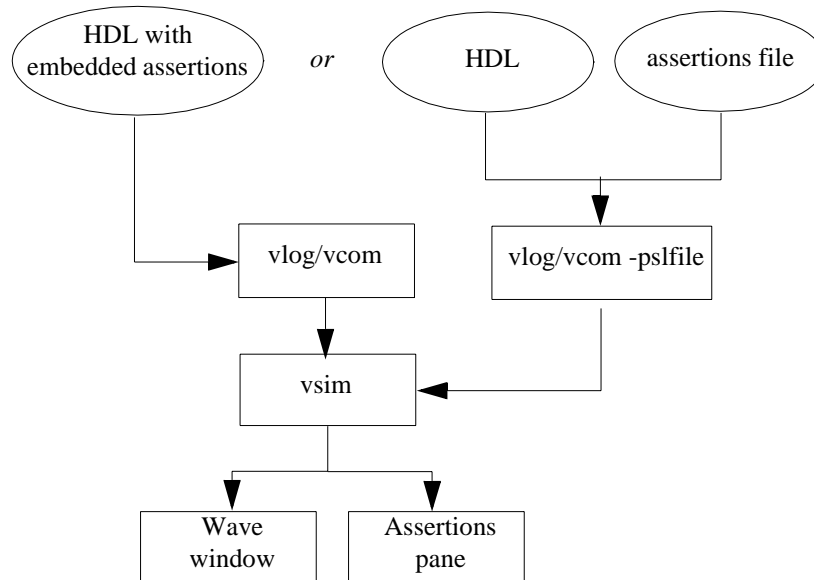 HDL with
embedded assertions
or
HDL
assertions file
vlog/vcom
vlog/vcom -pslfile
vsim
Wave
window
Assertions
pane